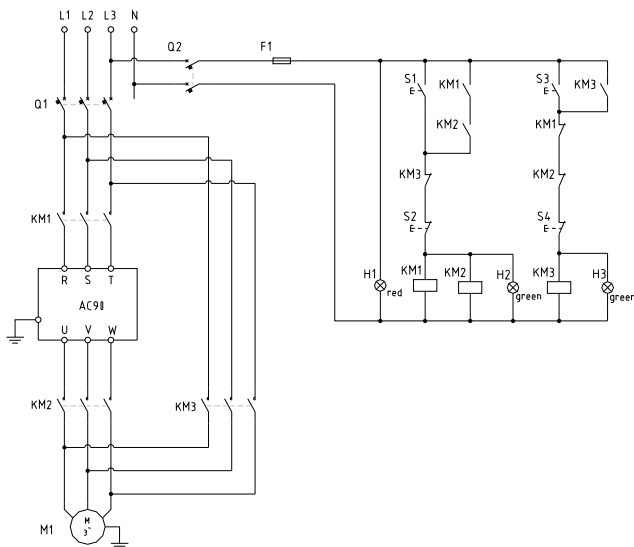 L1 L2 L3 N
Q2 F1
Q1
S1 KM1 S3 KM3
KM2 KM1
KM3 KM2
KM1 S2 S4
R S T
H1 red KM1 KM2 H2 green KM3 H3 greer
AC90
U V W
KM2 KM3
M1 M 3~